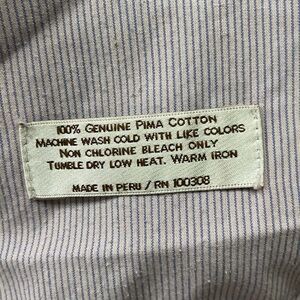 100% GENUINE PIMA COTTON
MACHINE WASH COLD WITH LIKE COLORS
NON CHLORINE BLEACH ONLY
TUMBLE DRY LOW HEAT. WARM IRON
MADE IN PERU / RN 100308